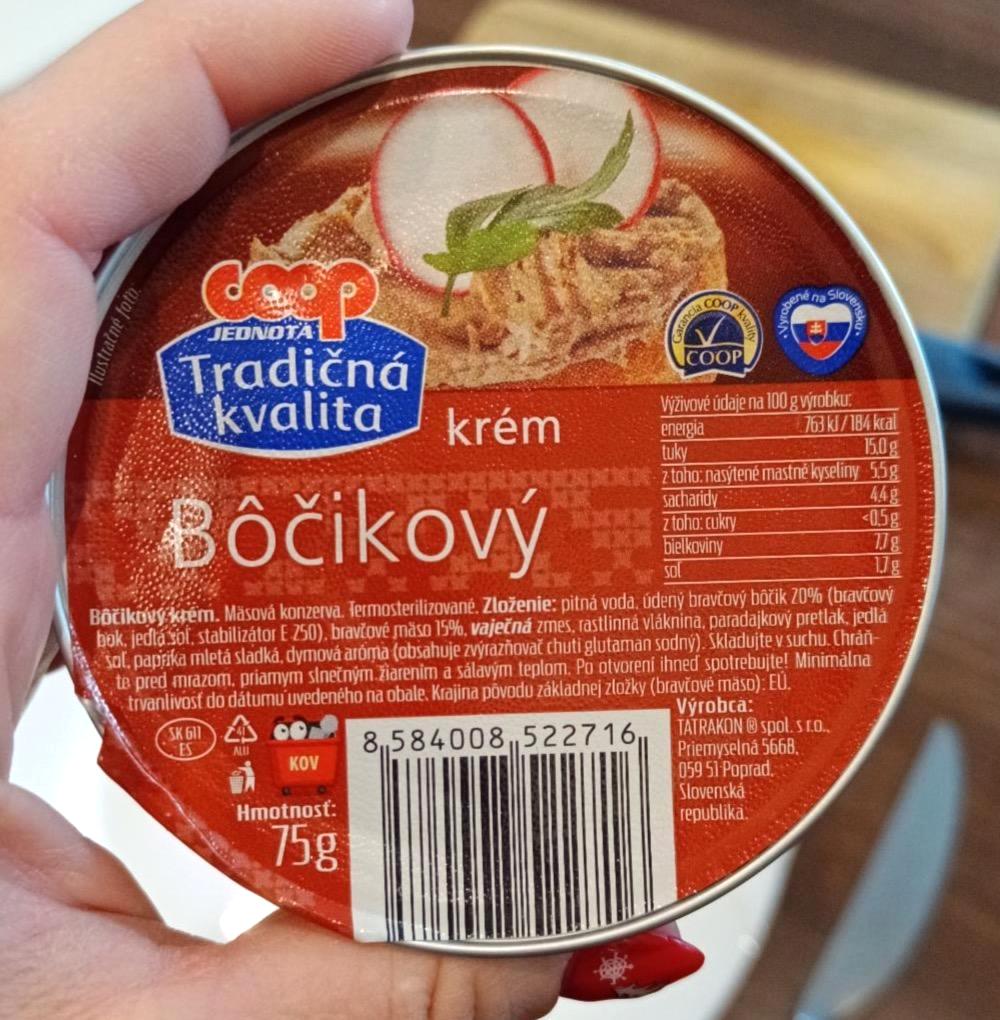 Ilustračné foto.
coop
JEDNOTA
Tradičná
kvalita
Garancia COOP kvality
COOP
Vyrobené na Slovensku
krém
Bôčikový
Výživové údaje na 100 g výrobku:
energia 763 kJ / 184 kcal
tuky 15,0 g
z toho: nasýtené mastné kyseliny 5,5 g
sacharidy 4,4 g
z toho: cukry <0,5 g
bielkoviny 7,7 g
soľ 1,7 g
Bôčikový krém. Mäsová konzerva. Termosterilizované. Zloženie: pitná voda, údený bravčový bôčik 20% (bravčový
bok, jedlá soľ, stabilizátor E 250), bravčové mäso 15%, vaječná zmes, rastlinná vláknina, paradajkový pretlak, jedlá
soľ, paprika mletá sladká, dymová aróma (obsahuje zvýrazňovač chuti glutaman sodný). Skladujte v suchu. Chráň-
te pred mrazom, priamym slnečným žiarením a sálavým teplom. Po otvorení ihneď spotrebujte! Minimálna
trvanlivosť do dátumu uvedeného na obale. Krajina pôvodu základnej zložky (bravčové mäso): EÚ.
SK 611
ES
41
ALU
KOV
Hmotnosť:
75 g
8 584008 522716
Výrobca:
TATRAKON ® spol. s r.o.,
Priemyselná 566B,
059 51 Poprad,
Slovenská
republika.